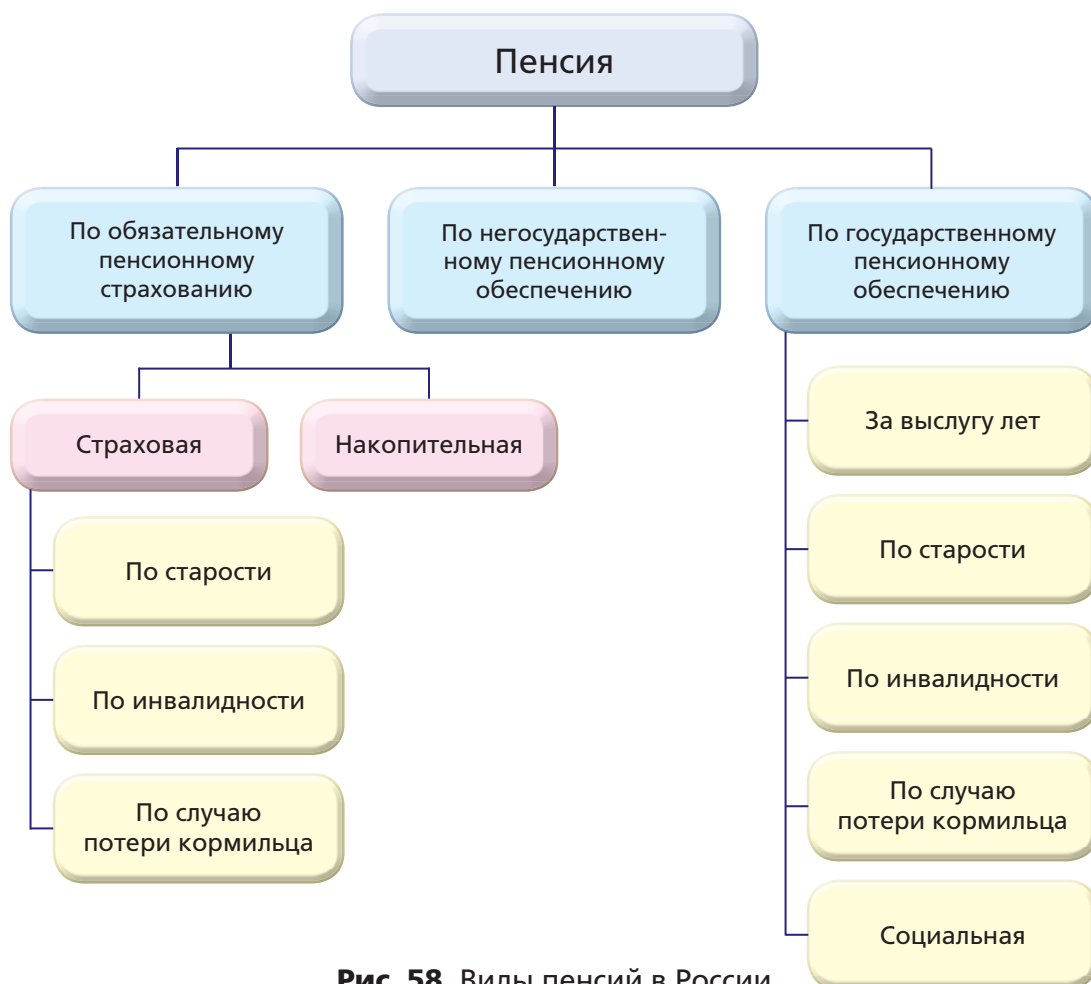 Пенсия
По обязательному
пенсионному
страхованию
По негосударствен-
ному пенсионному
обеспечению
По государственному
пенсионному
обеспечению
Страховая
Накопительная
По старости
По инвалидности
По случаю
потери кормильца
За выслугу лет
По старости
По инвалидности
По случаю
потери кормильца
Социальная
Рис. 58. Виды пенсий в России